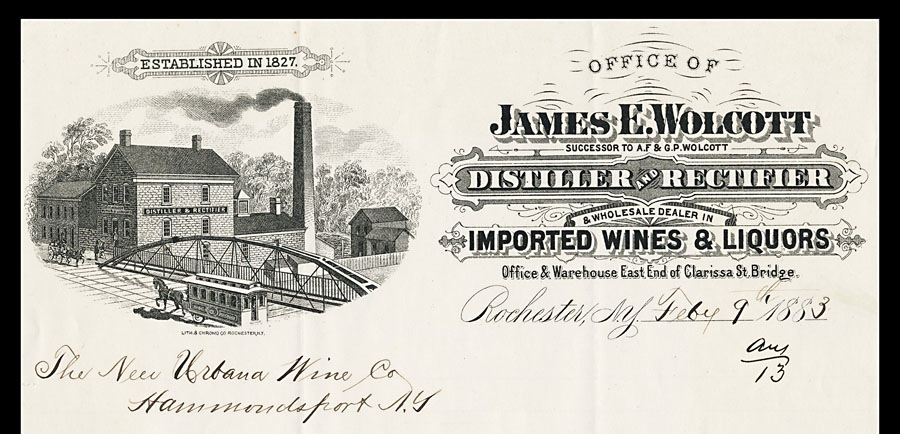 ESTABLISHED IN 1827.
DISTILLER & RECTIFIER
LITH. & CHROMO CO. ROCHESTER, N.Y.
OFFICE OF
JAMES E. WOLCOTT
SUCCESSOR TO A.F & G.P. WOLCOTT
DISTILLER AND RECTIFIER
& WHOLESALE DEALER IN
IMPORTED WINES & LIQUORS
Office & Warehouse East End of Clarissa St. Bridge.
Rochester, N.Y. Feby 9th 1883
Ans
13
The New Urbana Wine Co
Hammondsport N.Y